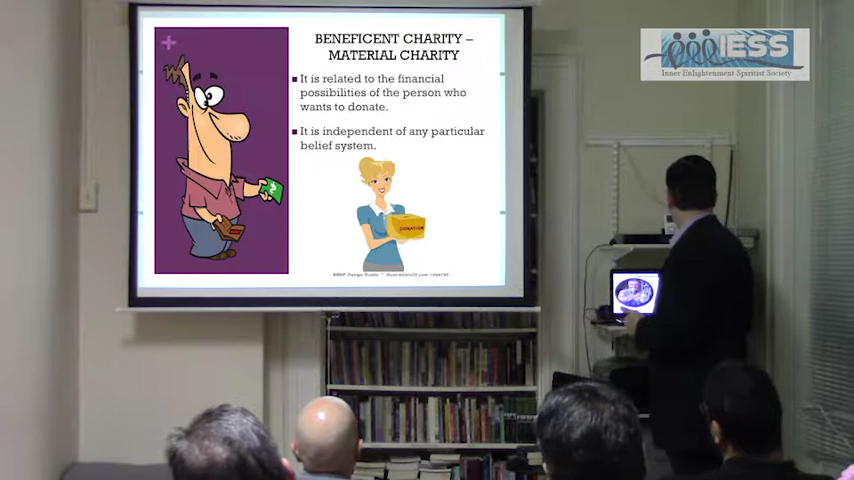 BENEFICENT CHARITY –
MATERIAL CHARITY
It is related to the financial
possibilities of the person who
wants to donate.
It is independent of any particular
belief system.
DONATION
IESS
Inner Enlightenment Spiritist Society